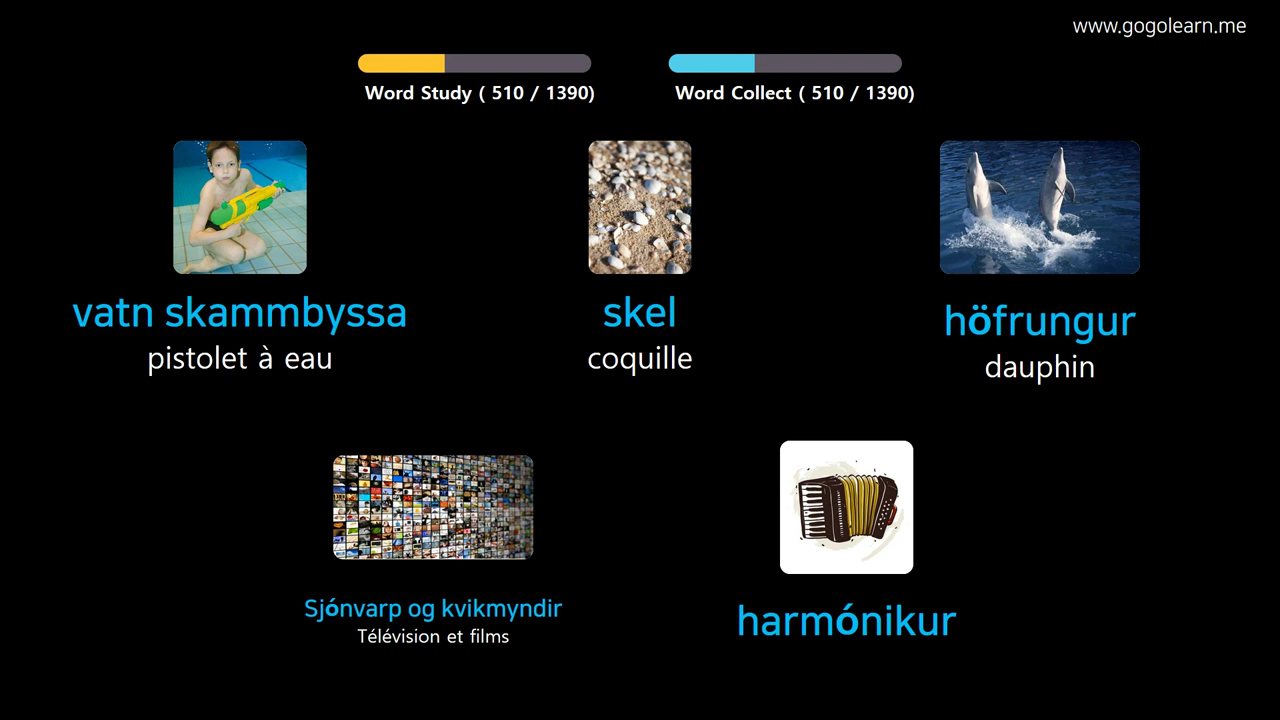 www.gogolearn.me
Word Study ( 510 / 1390)
Word Collect ( 510 / 1390)
vatn skammbyssa
pistolet à eau
skel
coquille
höfrungur
dauphin
Sjónvarp og kvikmyndir
Télévision et films
harmónikur